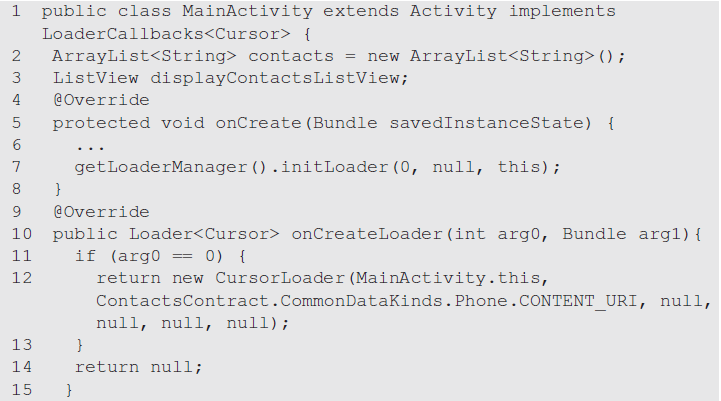 1 public class MainActivity extends Activity implements
LoaderCallbacks<Cursor> {
2 ArrayList<String> contacts = new ArrayList<String>();
3 ListView displayContactsListView;
4 @Override
5 protected void onCreate(Bundle savedInstanceState) {
6 ...
7 getLoaderManager().initLoader(0, null, this);
8 }
9 @Override
10 public Loader<Cursor> onCreateLoader(int arg0, Bundle arg1){
11 if (arg0 == 0) {
12 return new CursorLoader(MainActivity.this,
ContactsContract.CommonDataKinds.Phone.CONTENT_URI, null,
null, null, null);
13 }
14 return null;
15 }